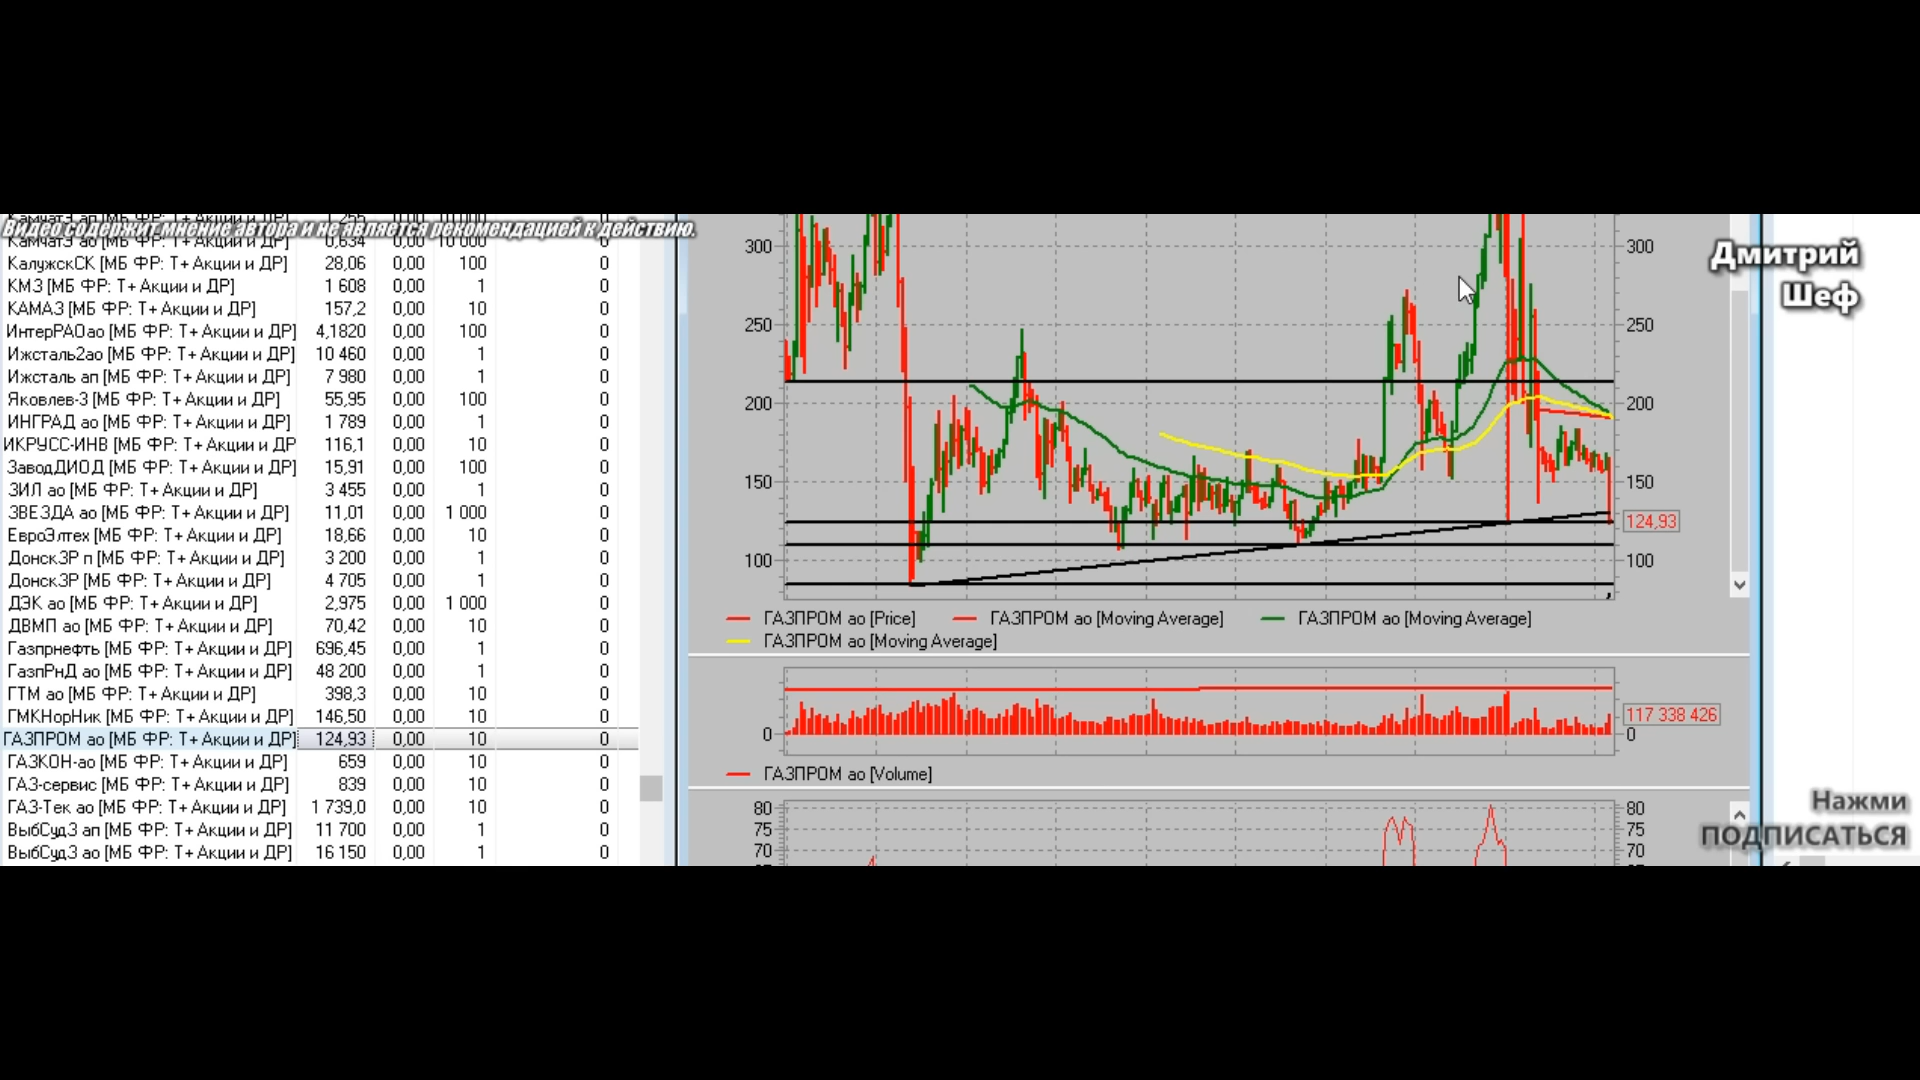 Видео содержит мнение автора и не является рекомендацией к действию.
КамчатЭ ао [МБ ФР: Т+ Акции и ДР] 0,634 0,00 10 000 0
КалужскСК [МБ ФР: Т+ Акции и ДР] 28,06 0,00 100 0
КМЗ [МБ ФР: Т+ Акции и ДР] 1 608 0,00 1 0
КАМАЗ [МБ ФР: Т+ Акции и ДР] 157,2 0,00 10 0
ИнтерРАОао [МБ ФР: Т+ Акции и ДР] 4,1820 0,00 100 0
Ижсталь2ао [МБ ФР: Т+ Акции и ДР] 10 460 0,00 1 0
Ижсталь ап [МБ ФР: Т+ Акции и ДР] 7 980 0,00 1 0
Яковлев-3 [МБ ФР: Т+ Акции и ДР] 55,95 0,00 100 0
ИНГРАД ао [МБ ФР: Т+ Акции и ДР] 1 789 0,00 1 0
ИКРУСС-ИНВ [МБ ФР: Т+ Акции и ДР 116,1 0,00 10 0
ЗаводДИОД [МБ ФР: Т+ Акции и ДР] 15,91 0,00 100 0
ЗИЛ ао [МБ ФР: Т+ Акции и ДР] 3 455 0,00 1 0
ЗВЕЗДА ао [МБ ФР: Т+ Акции и ДР] 11,01 0,00 1 000 0
ЕвроЭлтех [МБ ФР: Т+ Акции и ДР] 18,66 0,00 10 0
ДонскЗР п [МБ ФР: Т+ Акции и ДР] 3 200 0,00 1 0
ДонскЗР [МБ ФР: Т+ Акции и ДР] 4 705 0,00 1 0
ДЭК ао [МБ ФР: Т+ Акции и ДР] 2,975 0,00 1 000 0
ДВМП ао [МБ ФР: Т+ Акции и ДР] 70,42 0,00 10 0
Газпрнефть [МБ ФР: Т+ Акции и ДР] 696,45 0,00 1 0
ГазпРнД ао [МБ ФР: Т+ Акции и ДР] 48 200 0,00 1 0
ГТМ ао [МБ ФР: Т+ Акции и ДР] 398,3 0,00 10 0
ГМКНорНик [МБ ФР: Т+ Акции и ДР] 146,50 0,00 10 0
ГАЗПРОМ ао [МБ ФР: Т+ Акции и ДР] 124,93 0,00 10 0
ГАЗКОН-ао [МБ ФР: Т+ Акции и ДР] 659 0,00 10 0
ГАЗ-сервис [МБ ФР: Т+ Акции и ДР] 839 0,00 10 0
ГАЗ-Тек ао [МБ ФР: Т+ Акции и ДР] 1 739,0 0,00 10 0
ВыбСудЗ ап [МБ ФР: Т+ Акции и ДР] 11 700 0,00 1 0
ВыбСудЗ ао [МБ ФР: Т+ Акции и ДР] 16 150 0,00 1 0
300 300
250 250
200 200
150 150
124,93
100 100
ГАЗПРОМ ао [Price] ГАЗПРОМ ао [Moving Average] ГАЗПРОМ ао [Moving Average]
ГАЗПРОМ ао [Moving Average]
117 338 426
0 0
ГАЗПРОМ ао [Volume]
80 80
75 75
70 70
Дмитрий
Шеф
Нажми
ПОДПИСАТЬСЯ